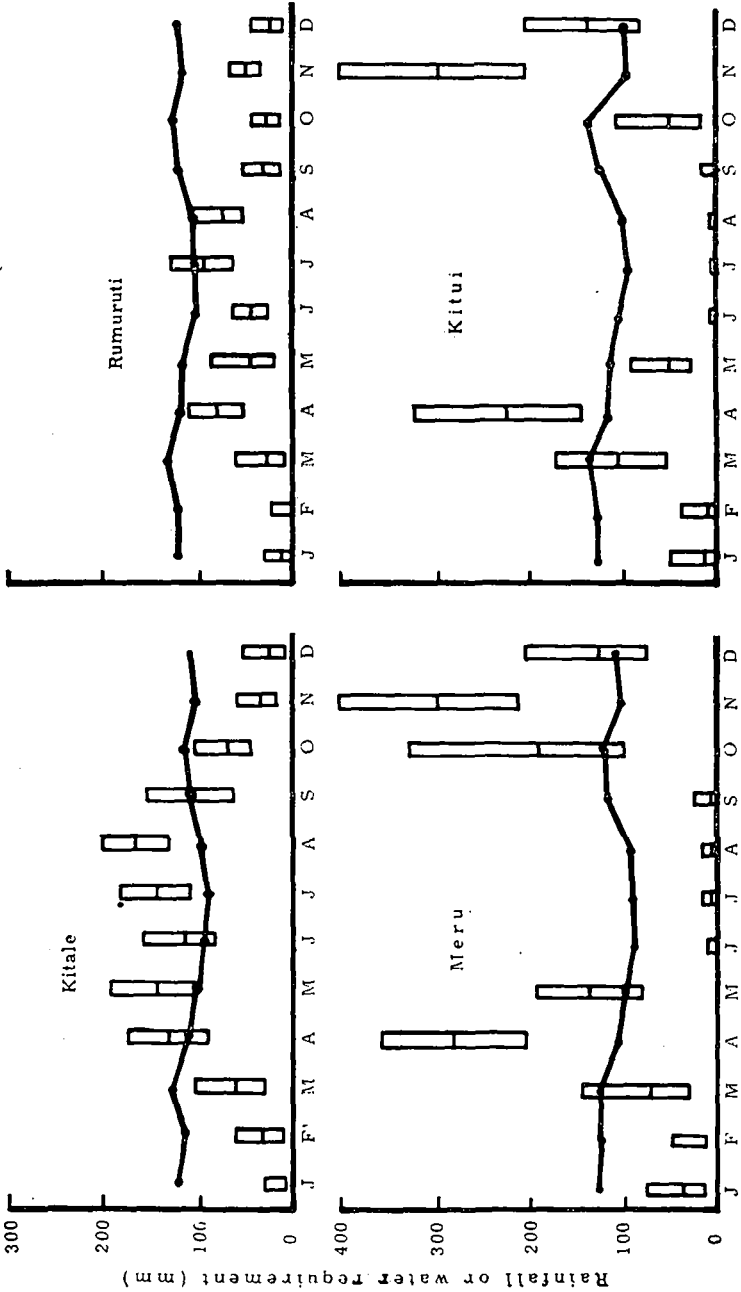 Rainfall or water requirement (mm)
300
200
100
0
Kitale
J F M A M J J A S O N D
Rumuruti
J F M A M J J A S O N D
400
300
200
100
0
Meru
J F M A M J J A S O N D
Kitui
J F M A M J J A S O N D